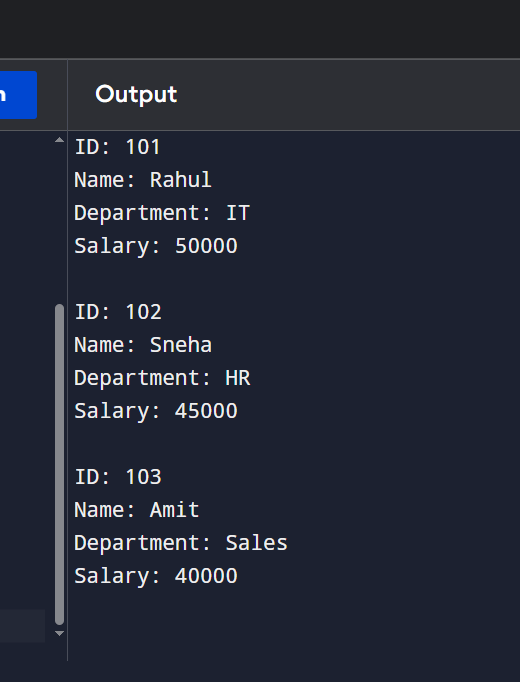 Output
ID: 101
Name: Rahul
Department: IT
Salary: 50000
ID: 102
Name: Sneha
Department: HR
Salary: 45000
ID: 103
Name: Amit
Department: Sales
Salary: 40000